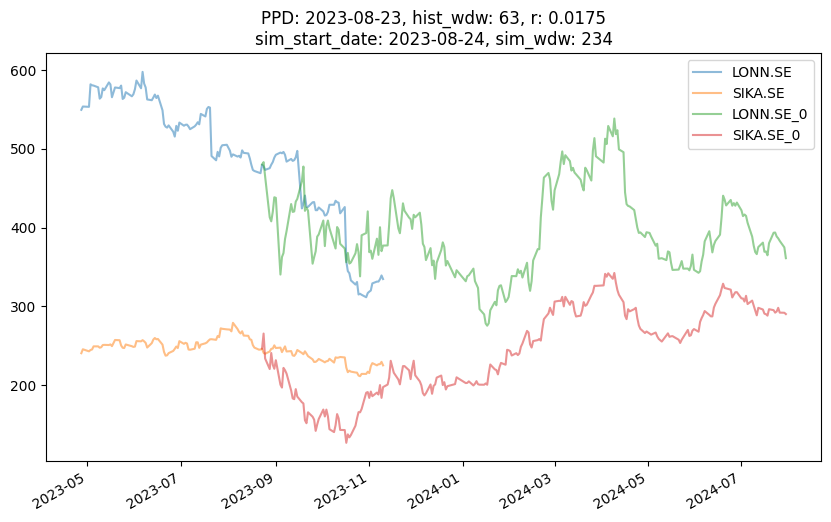 PPD: 2023-08-23, hist_wdw: 63, r: 0.0175
sim_start_date: 2023-08-24, sim_wdw: 234
LONN.SE
SIKA.SE
LONN.SE_0
SIKA.SE_0
600
500
400
300
200
2023-05
2023-07
2023-09
2023-11
2024-01
2024-03
2024-05
2024-07